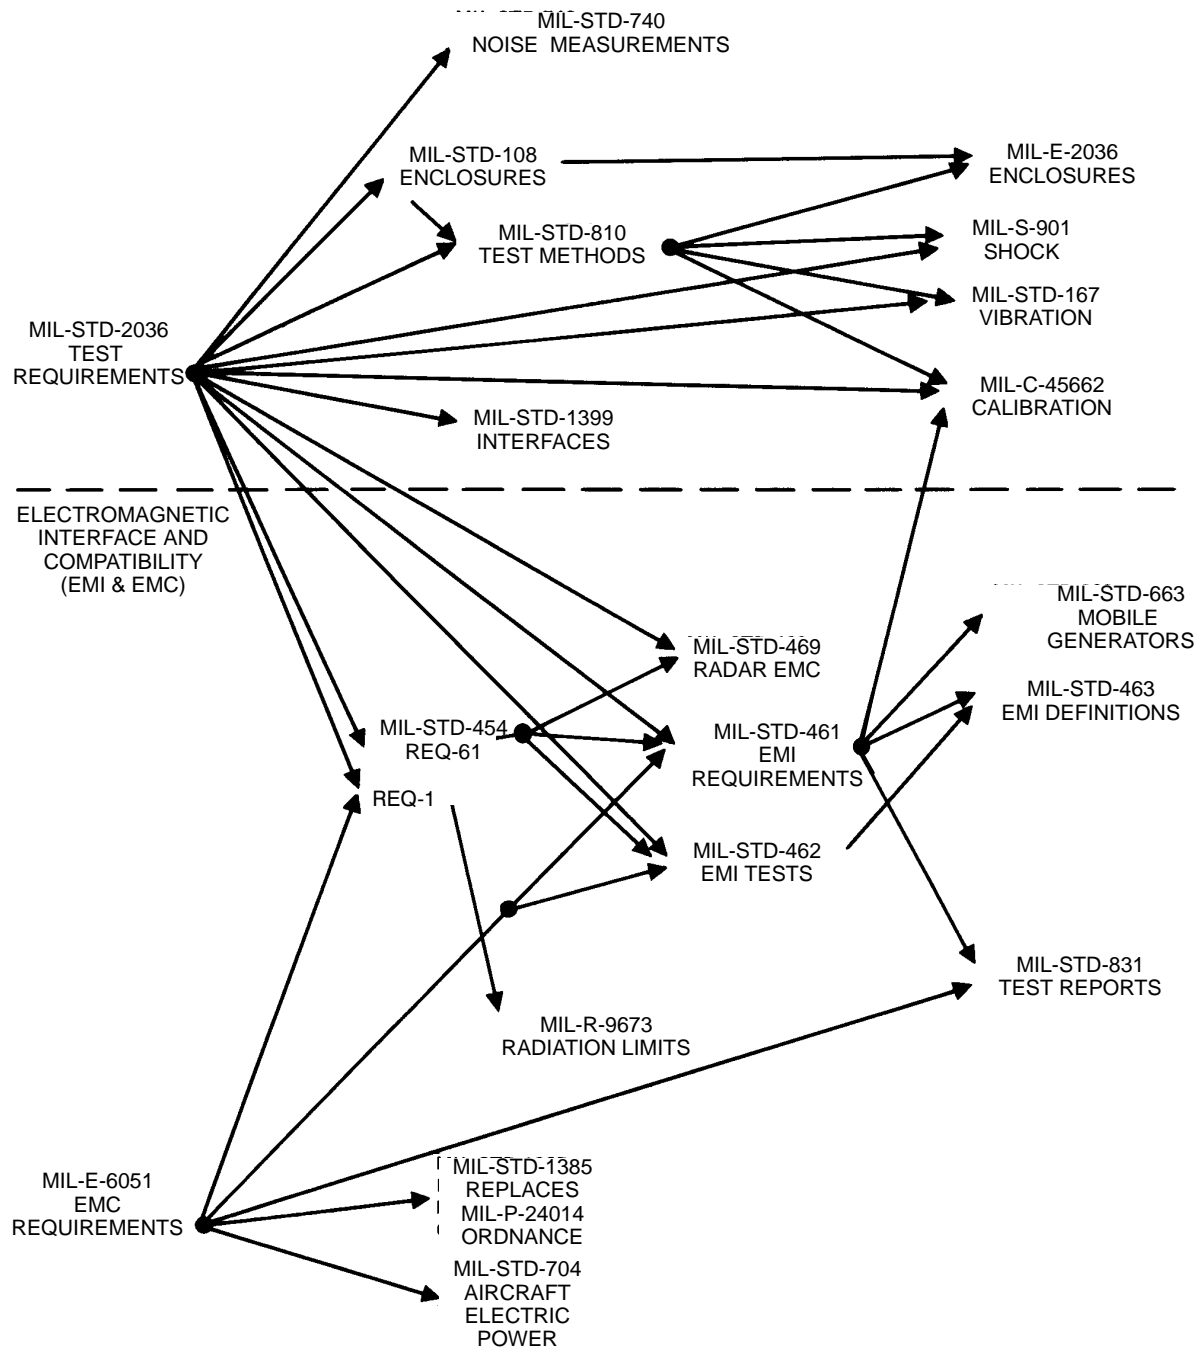 MIL-STD-740
NOISE MEASUREMENTS
MIL-STD-108
ENCLOSURES
MIL-E-2036
ENCLOSURES
MIL-STD-810
TEST METHODS
MIL-S-901
SHOCK
MIL-STD-167
VIBRATION
MIL-STD-2036
TEST
REQUIREMENTS
MIL-C-45662
CALIBRATION
MIL-STD-1399
INTERFACES
ELECTROMAGNETIC
INTERFACE AND
COMPATIBILITY
(EMI & EMC)
MIL-STD-663
MOBILE
GENERATORS
MIL-STD-469
RADAR EMC
MIL-STD-463
EMI DEFINITIONS
MIL-STD-454
REQ-61
MIL-STD-461
EMI
REQUIREMENTS
REQ-1
MIL-STD-462
EMI TESTS
MIL-STD-831
TEST REPORTS
MIL-R-9673
RADIATION LIMITS
MIL-E-6051
EMC
REQUIREMENTS
MIL-STD-1385
REPLACES
MIL-P-24014
ORDNANCE
MIL-STD-704
AIRCRAFT
ELECTRIC
POWER